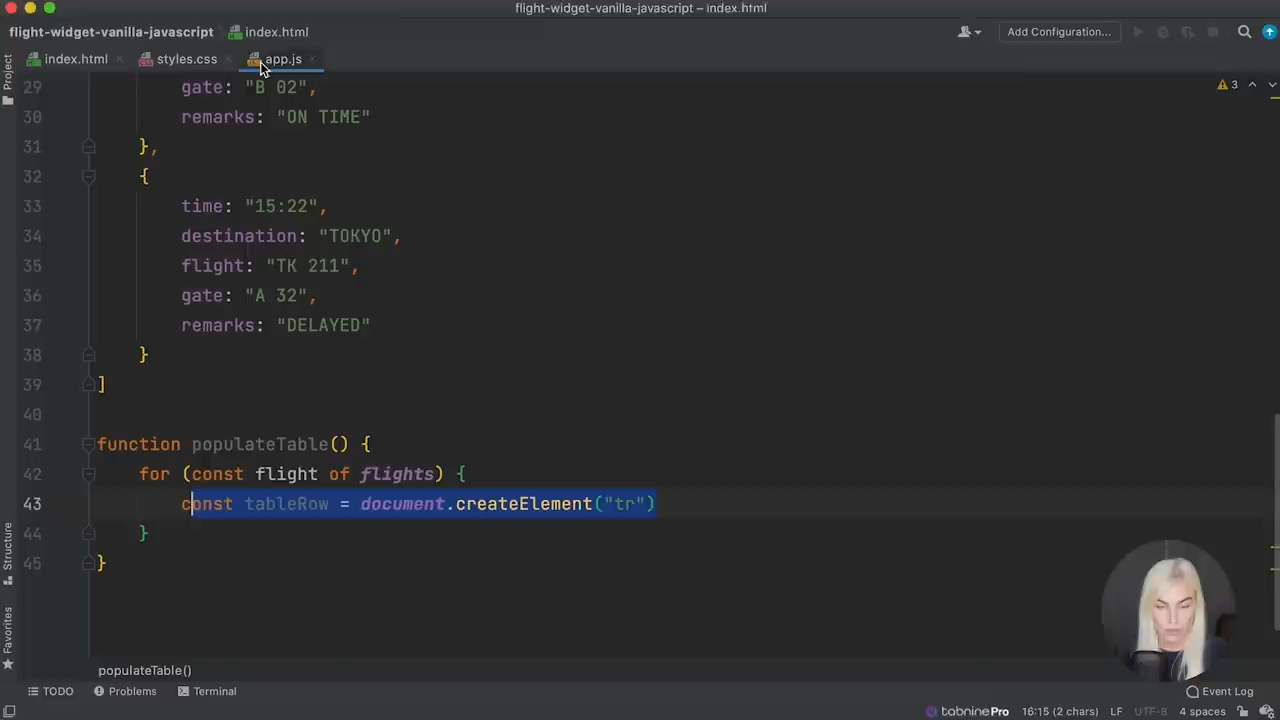 flight-widget-vanilla-javascript – index.html
flight-widget-vanilla-javascript index.html
Add Configuration...
index.html styles.css app.js
Project
29 gate: "B 02",
3
30 remarks: "ON TIME"
31 },
32 {
33 time: "15:22",
34 destination: "TOKYO",
35 flight: "TK 211",
36 gate: "A 32",
37 remarks: "DELAYED"
38 }
39 ]
40
41 function populateTable() {
42 for (const flight of flights) {
43 const tableRow = document.createElement("tr")
44 }
45 }
Structure
Favorites
populateTable()
TODO Problems Terminal Event Log
tabnine Pro 16:15 (2 chars) LF UTF-8 4 spaces